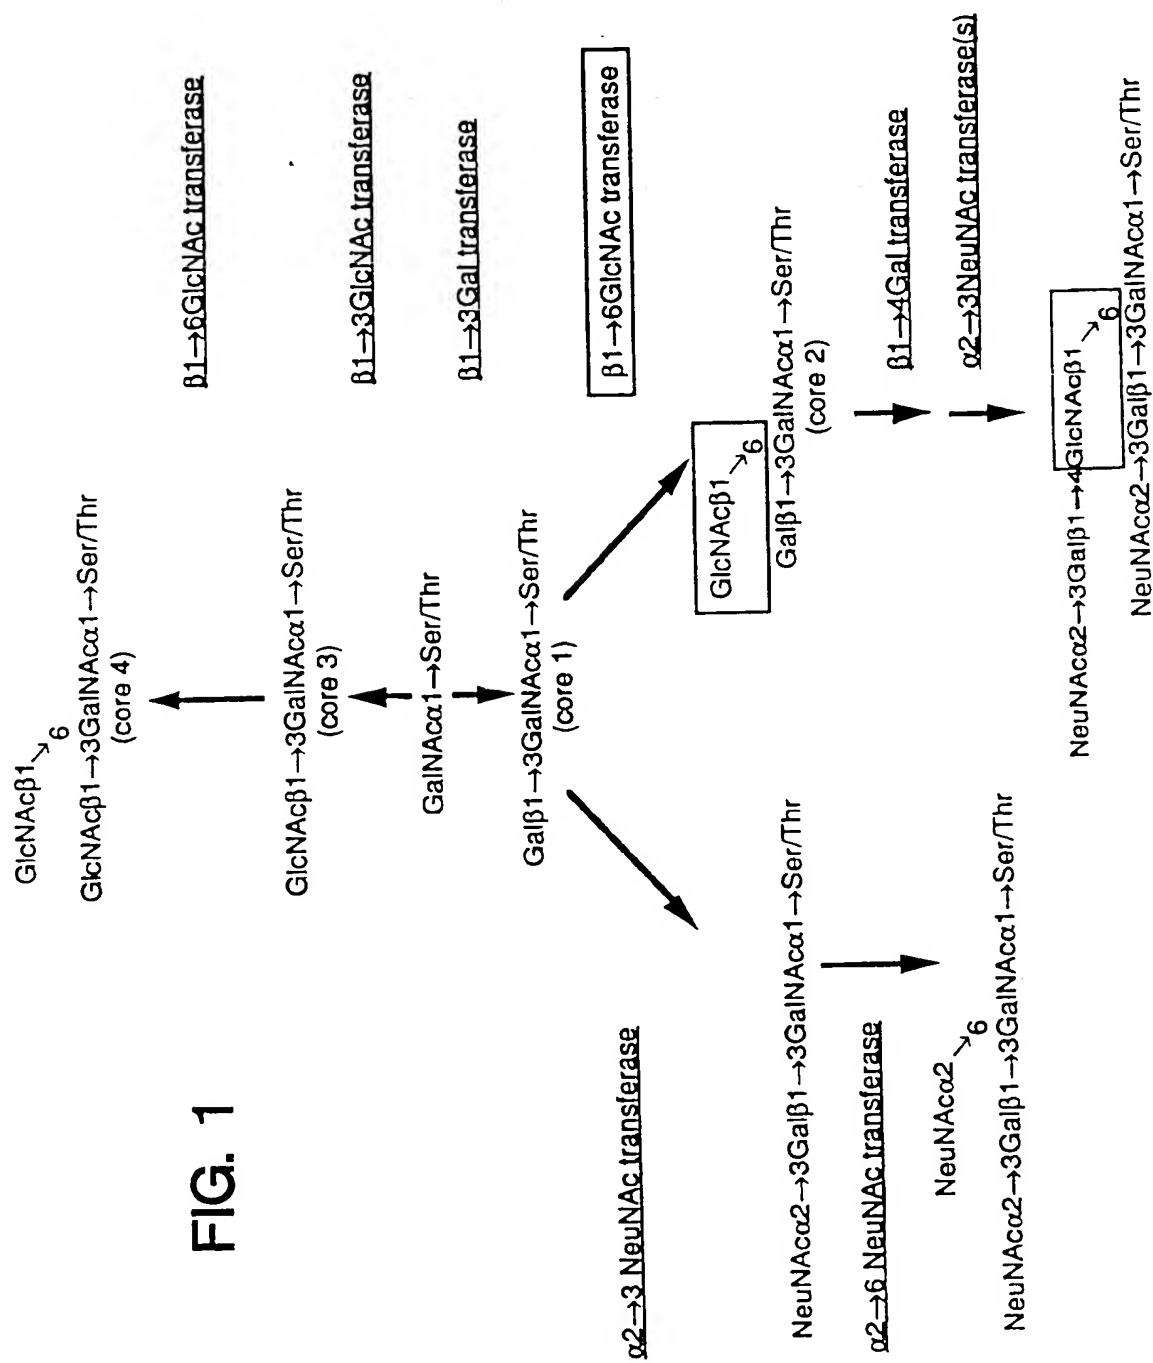 FIG. 1
GlcNAcβ1→6
GlcNAcβ1→3GalNAcα1→Ser/Thr
(core 4)
β1→6GlcNAc transferase
GlcNAcβ1→3GalNAcα1→Ser/Thr
(core 3)
β1→3GlcNAc transferase
GalNAcα1→Ser/Thr
β1→3Gal transferase
Galβ1→3GalNAcα1→Ser/Thr
(core 1)
α2→3 NeuNAc transferase
β1→6GlcNAc transferase
NeuNAcα2→3Galβ1→3GalNAcα1→Ser/Thr
GlcNAcβ1→6
Galβ1→3GalNAcα1→Ser/Thr
(core 2)
α2→6 NeuNAc transferase
β1→4Gal transferase
α2→3NeuNAc transferase(s)
NeuNAcα2→6
NeuNAcα2→3Galβ1→3GalNAcα1→Ser/Thr
NeuNAcα2→3Galβ1→4GlcNAcβ1→6
NeuNAcα2→3Galβ1→3GalNAcα1→Ser/Thr